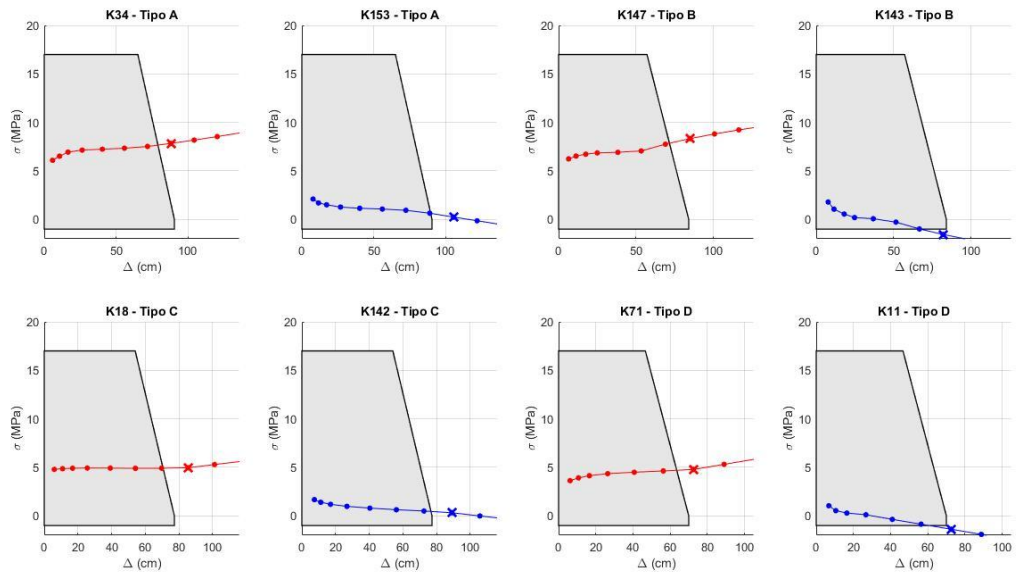 K34 - Tipo A
20
15
10
5
0
σ (MPa)
0 50 100
Δ (cm)
K153 - Tipo A
20
15
10
5
0
σ (MPa)
0 50 100
Δ (cm)
K147 - Tipo B
20
15
10
5
0
σ (MPa)
0 50 100
Δ (cm)
K143 - Tipo B
20
15
10
5
0
σ (MPa)
0 50 100
Δ (cm)
K18 - Tipo C
20
15
10
5
0
σ (MPa)
0 20 40 60 80 100
Δ (cm)
K142 - Tipo C
20
15
10
5
0
σ (MPa)
0 20 40 60 80 100
Δ (cm)
K71 - Tipo D
20
15
10
5
0
σ (MPa)
0 20 40 60 80 100
Δ (cm)
K11 - Tipo D
20
15
10
5
0
σ (MPa)
0 20 40 60 80 100
Δ (cm)